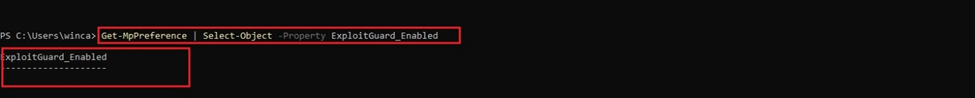 PS C:\Users\winca> Get-MpPreference | Select-Object -Property ExploitGuard_Enabled
ExploitGuard_Enabled
--------------------